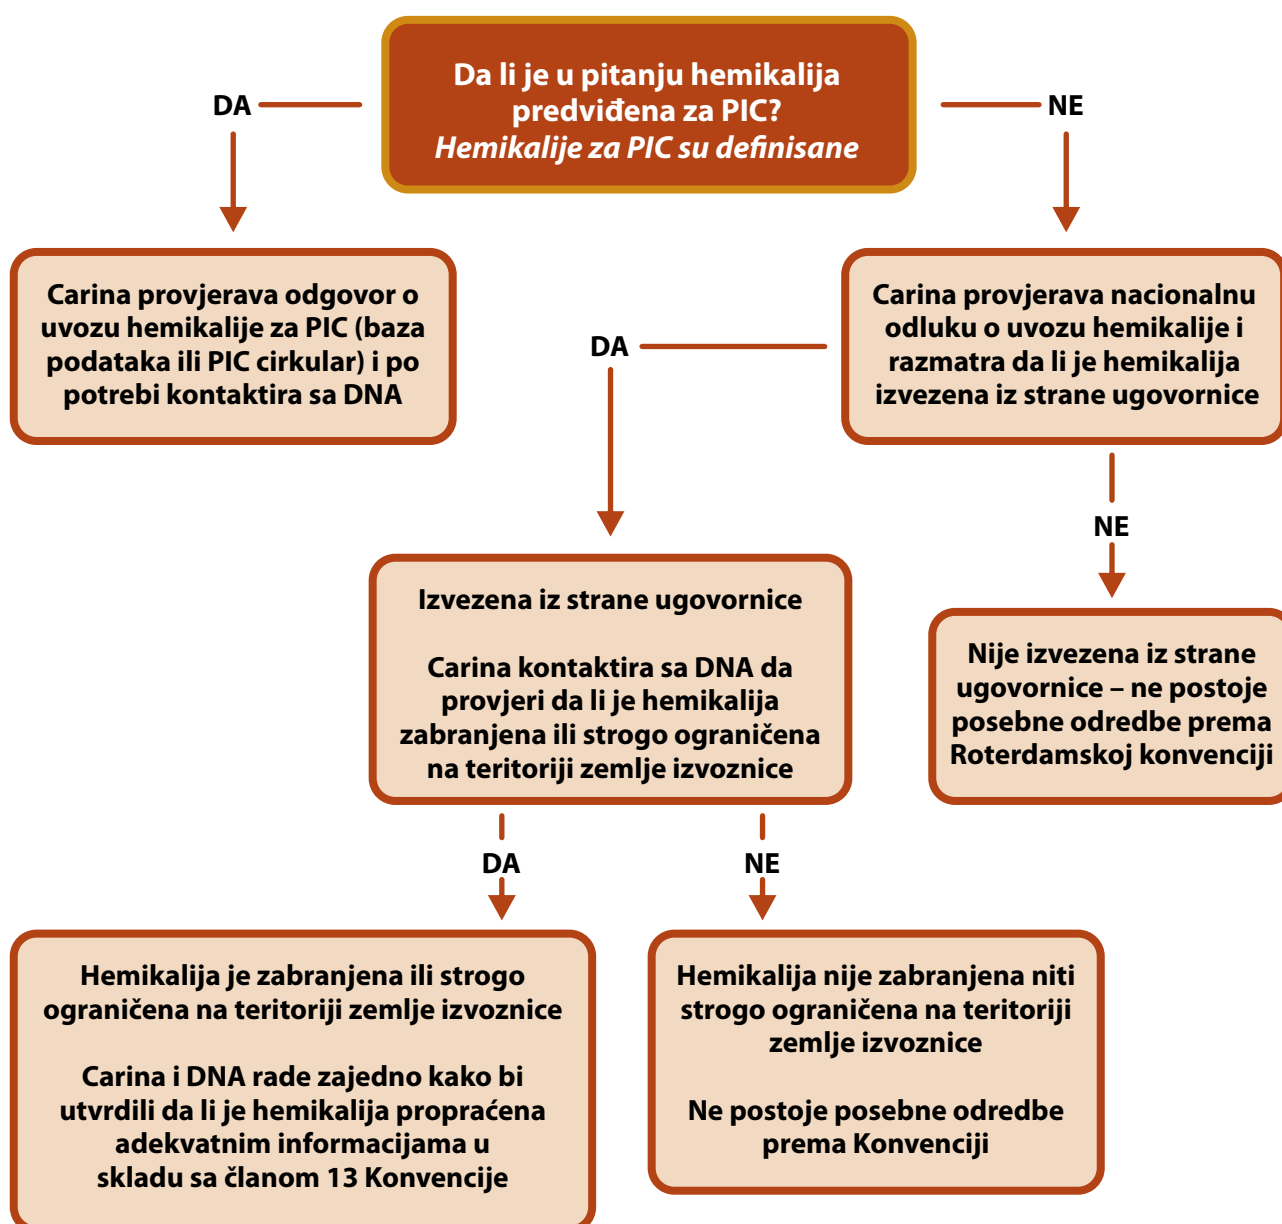 Da li je u pitanju hemikalija
predviđena za PIC?
Hemikalije za PIC su definisane
DA
NE
Carina provjerava odgovor o
uvozu hemikalije za PIC (baza
podataka ili PIC cirkular) i po
potrebi kontaktira sa DNA
Carina provjerava nacionalnu
odluku o uvozu hemikalije i
razmatra da li je hemikalija
izvezena iz strane ugovornice
DA
NE
Izvezena iz strane ugovornice
Carina kontaktira sa DNA da
provjeri da li je hemikalija
zabranjena ili strogo ograničena
na teritoriji zemlje izvoznice
Nije izvezena iz strane
ugovornice – ne postoje
posebne odredbe prema
Roterdamskoj konvenciji
DA
NE
Hemikalija je zabranjena ili strogo
ograničena na teritoriji zemlje izvoznice
Carina i DNA rade zajedno kako bi
utvrdili da li je hemikalija propraćena
adekvatnim informacijama u
skladu sa članom 13 Konvencije
Hemikalija nije zabranjena niti
strogo ograničena na teritoriji
zemlje izvoznice
Ne postoje posebne odredbe
prema Konvenciji